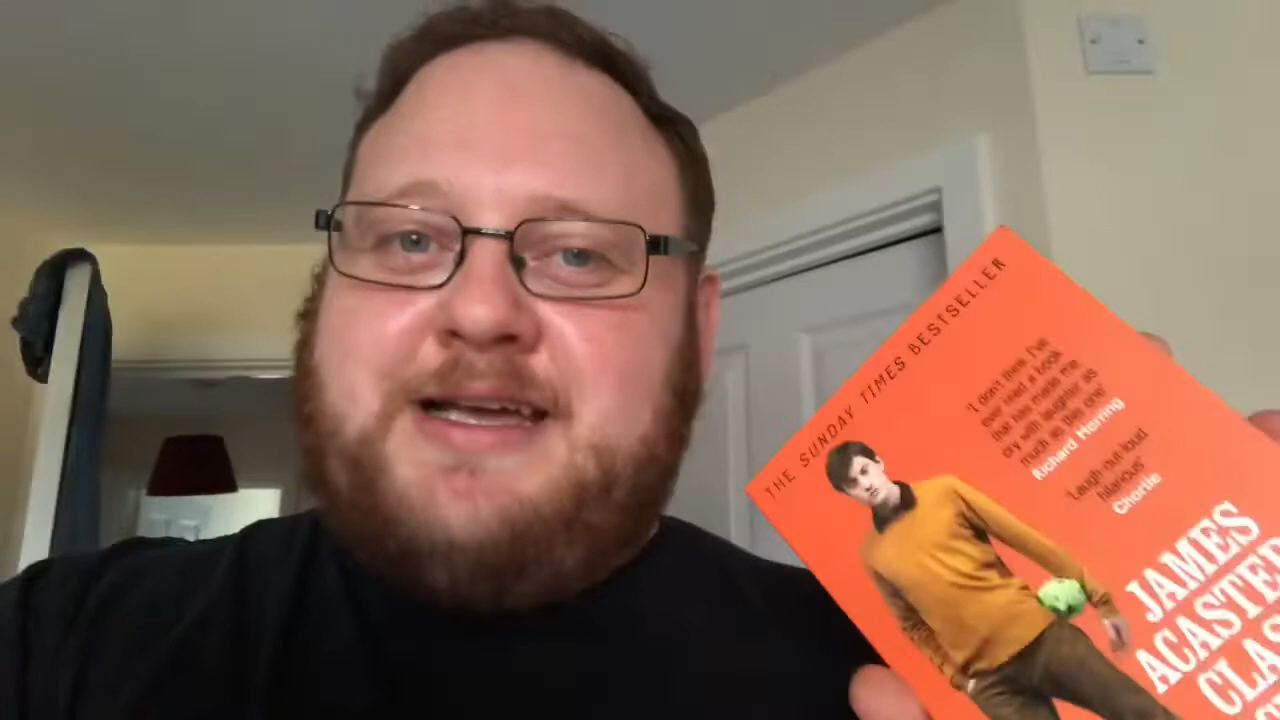 THE SUNDAY TIMES BESTSELLER
'I don't think I've
ever read a book
that has made me
cry with laughter as
much as this one'
Richard Herring
'Laugh-out-loud
hilarious'
Chortle
JAMES
ACASTER
CLAS